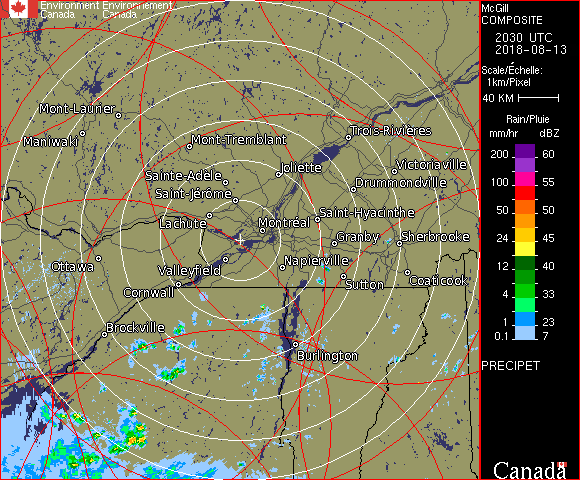 Environment Environnement
Canada Canada
McGill
COMPOSITE
2030 UTC
2018-08-13
Scale/Échelle:
1km/Pixel
40 KM
Rain/Pluie
mm/hr dBZ
200 60
100 55
50 50
24 45
12 40
4 33
1 23
0.1 7
PRECIPET
Canada
Mont-Laurier
Maniwaki
Mont-Tremblant
Trois-Rivières
Sainte-Adèle
Joliette
Victoriaville
Saint-Jérôme
Drummondville
Lachute
Montréal
Saint-Hyacinthe
Granby
Sherbrooke
Ottawa
Valleyfield
Napierville
Cornwall
Sutton
Coaticook
Brockville
Burlington